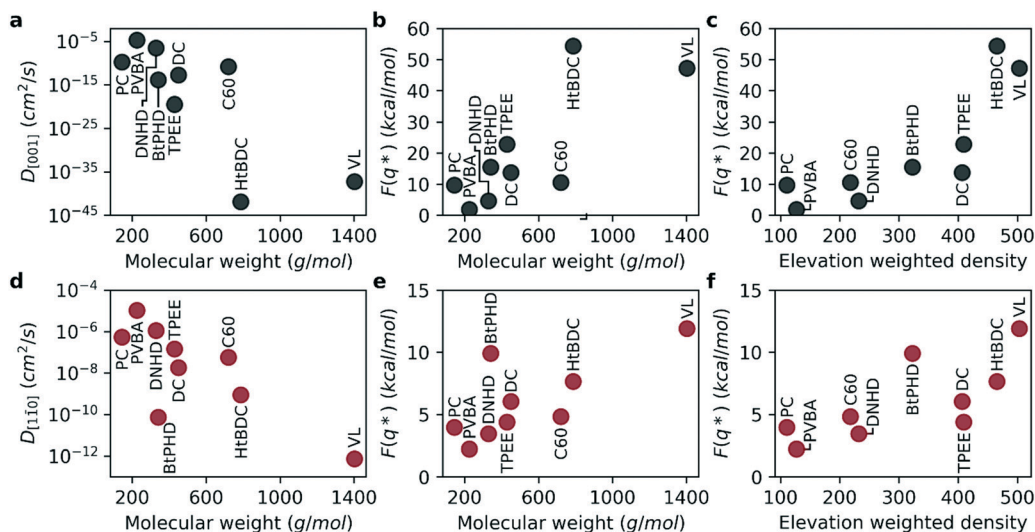 a
10⁻⁵
10⁻¹⁵
10⁻²⁵
10⁻³⁵
10⁻⁴⁵
D[001] (cm²/s)
PC
PVBA
DNHD
BtPHD
TPEE
DC
C60
HtBDC
VL
200 600 1000 1400
Molecular weight (g/mol)
b
60
50
40
30
20
10
0
F(q*) (kcal/mol)
PC
PVBA
DNHD
BtPHD
TPEE
DC
C60
HtBDC
VL
200 600 1000 1400
Molecular weight (g/mol)
c
60
50
40
30
20
10
0
F(q*) (kcal/mol)
PC
PVBA
C60
DNHD
BtPHD
DC
TPEE
HtBDC
VL
100 200 300 400 500
Elevation weighted density
d
10⁻⁴
10⁻⁶
10⁻⁸
10⁻¹⁰
10⁻¹²
D[1ī0] (cm²/s)
PC
PVBA
DNHD
BtPHD
TPEE
DC
C60
HtBDC
VL
200 600 1000 1400
Molecular weight (g/mol)
e
15
10
5
0
F(q*) (kcal/mol)
PC
PVBA
DNHD
BtPHD
TPEE
DC
C60
HtBDC
VL
200 600 1000 1400
Molecular weight (g/mol)
f
15
10
5
0
F(q*) (kcal/mol)
PC
PVBA
C60
DNHD
BtPHD
TPEE
DC
HtBDC
VL
100 200 300 400 500
Elevation weighted density